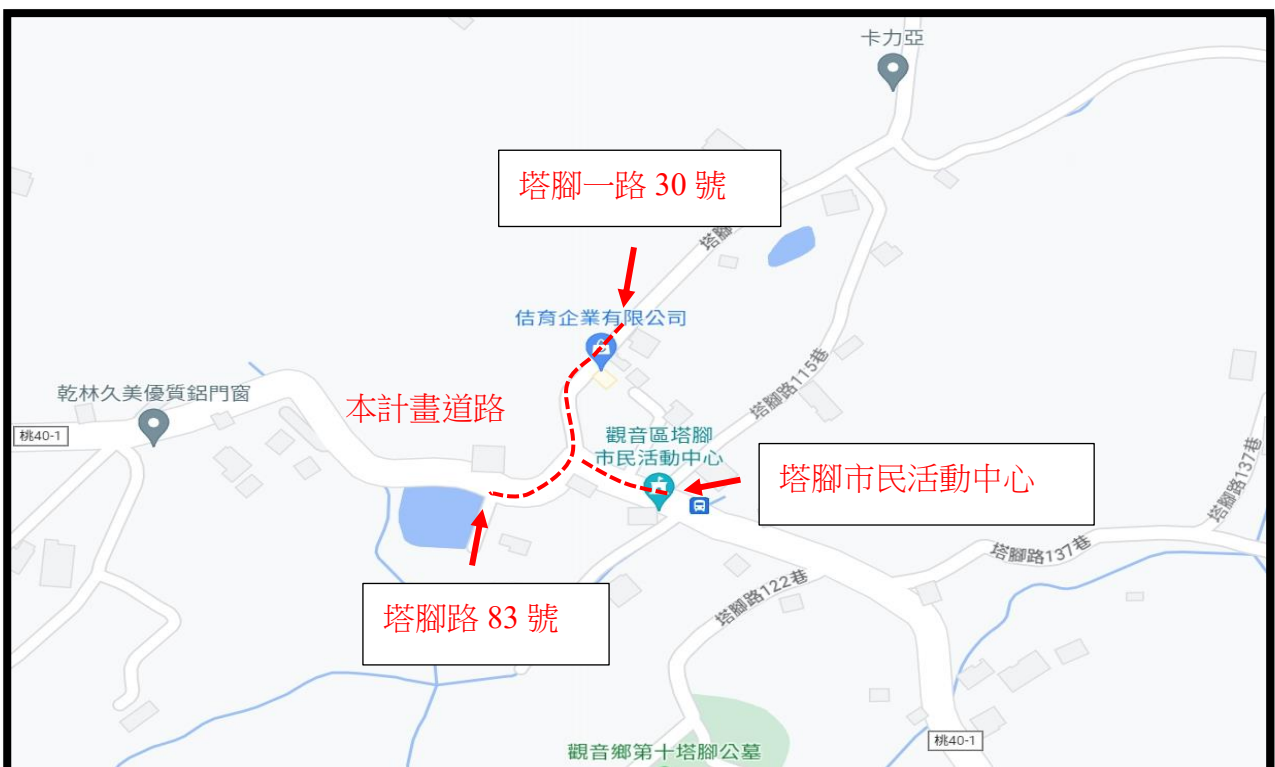 卡力亞
塔腳一路 30 號
塔腳
佶育企業有限公司
塔腳路115巷
乾林久美優質鋁門窗
本計畫道路
桃40-1
觀音區塔腳
市民活動中心
塔腳市民活動中心
塔腳路137巷
塔腳路137巷
塔腳路122巷
塔腳路 83 號
桃40-1
觀音鄉第十塔腳公墓